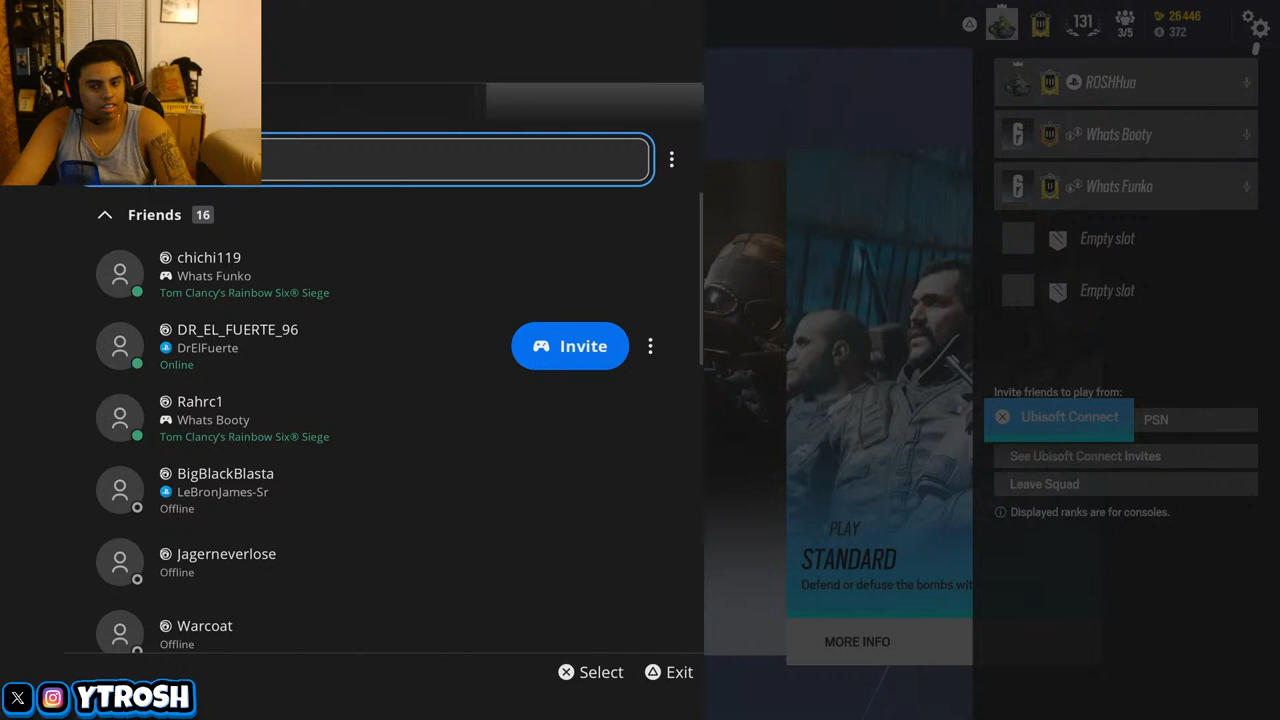 131
3/5
26 446
372
ROSHHua
Whats Booty
Whats Funko
Empty slot
Empty slot
Friends 16
chichi119
Whats Funko
Tom Clancy's Rainbow Six® Siege
DR_EL_FUERTE_96
DrElFuerte
Online
Invite
Rahrc1
Whats Booty
Tom Clancy's Rainbow Six® Siege
BigBlackBlasta
LeBronJames-Sr
Offline
Jagerneverlose
Offline
Warcoat
Offline
Select Exit
Invite friends to play from:
Ubisoft Connect PSN
See Ubisoft Connect Invites
Leave Squad
Displayed ranks are for consoles.
PLAY
STANDARD
Defend or defuse the bombs wit
MORE INFO
YTROSH